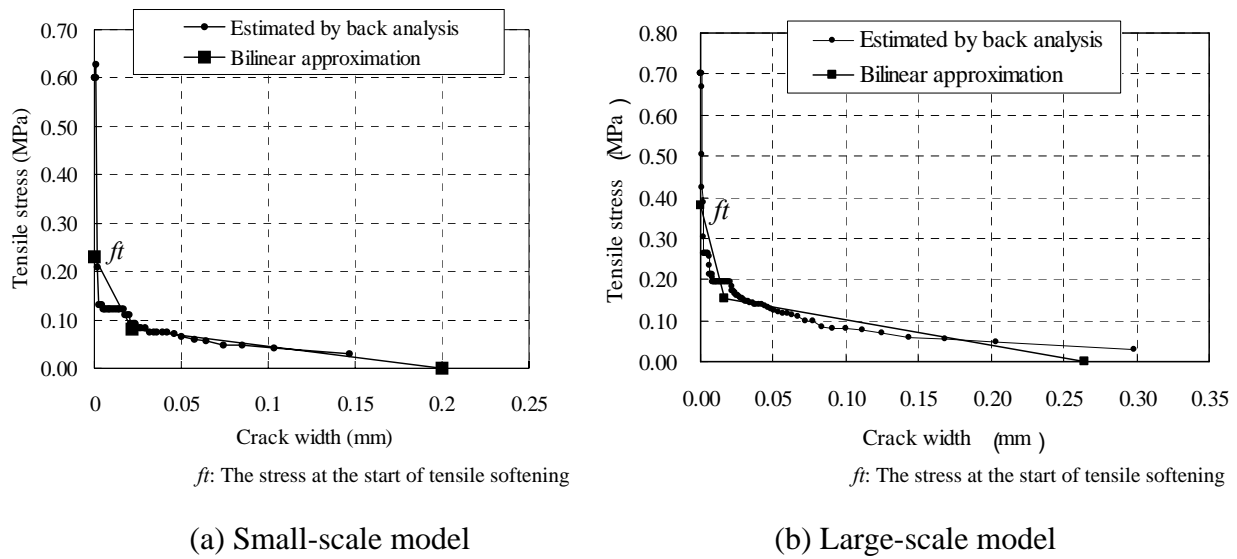 Estimated by back analysis
Bilinear approximation
0.70
0.60
0.50
0.40
0.30
0.20
0.10
0.00
Tensile stress (MPa)
ft
0 0.05 0.1 0.15 0.2 0.25
Crack width (mm)
ft: The stress at the start of tensile softening
(a) Small-scale model
Estimated by back analysis
Bilinear approximation
0.80
0.70
0.60
0.50
0.40
0.30
0.20
0.10
0.00
Tensile stress (MPa)
ft
0.00 0.05 0.10 0.15 0.20 0.25 0.30 0.35
Crack width (mm)
ft: The stress at the start of tensile softening
(b) Large-scale model